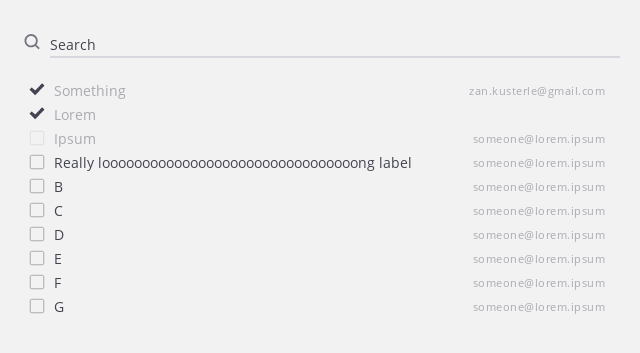 Search
Something zan.kusterle@gmail.com
Lorem
Ipsum someone@lorem.ipsum
Really looooooooooooooooooooooooooooooooong label someone@lorem.ipsum
B someone@lorem.ipsum
C someone@lorem.ipsum
D someone@lorem.ipsum
E someone@lorem.ipsum
F someone@lorem.ipsum
G someone@lorem.ipsum